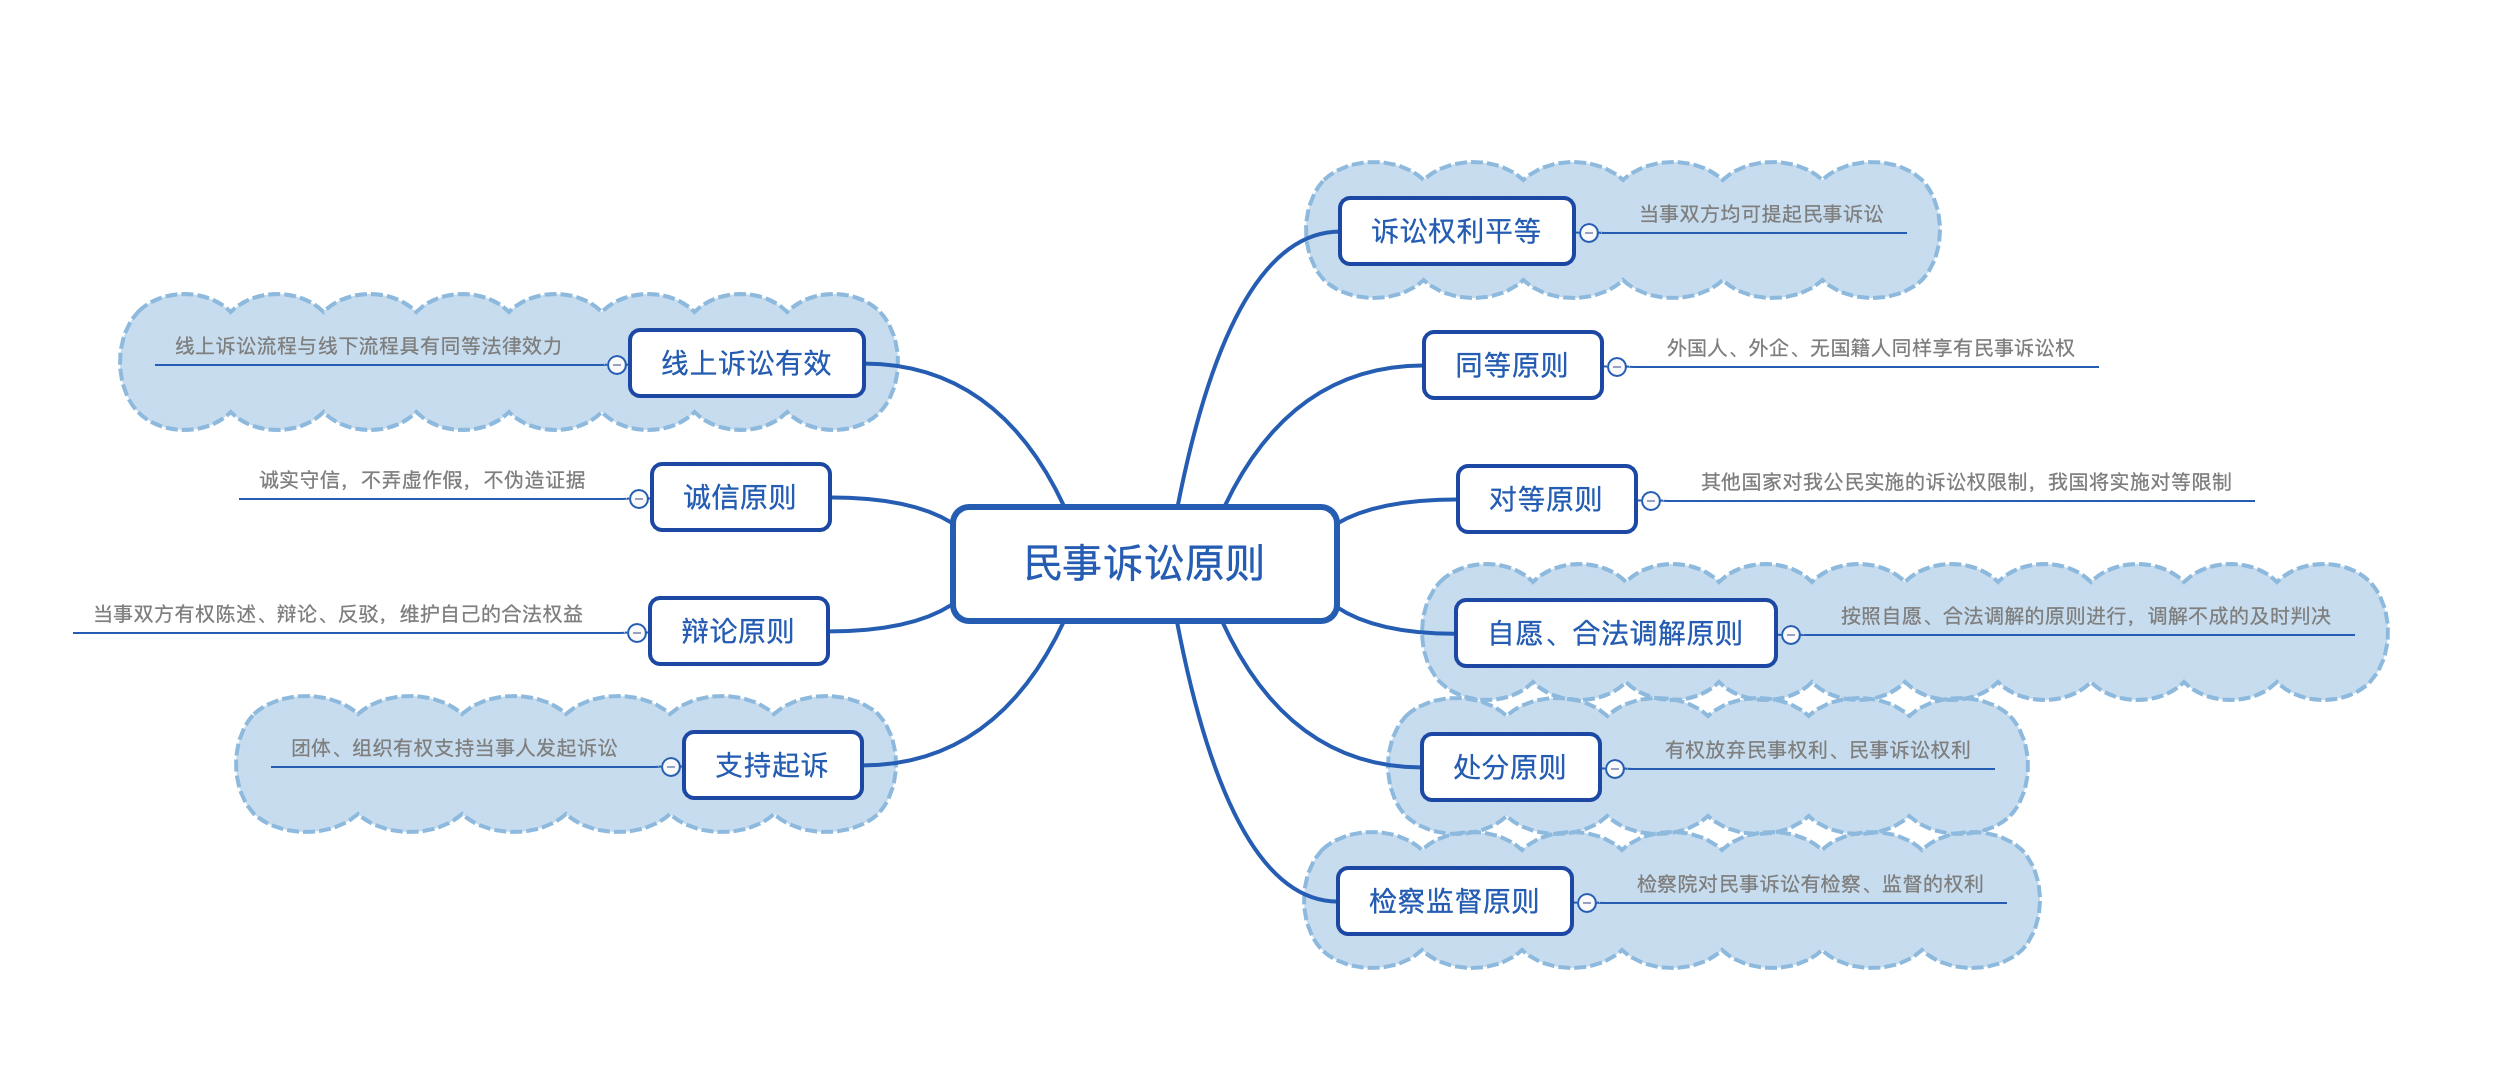 民事诉讼原则
诉讼权利平等
当事双方均可提起民事诉讼
同等原则
外国人、外企、无国籍人同样享有民事诉讼权
对等原则
其他国家对我公民实施的诉讼权限制，我国将实施对等限制
自愿、合法调解原则
按照自愿、合法调解的原则进行，调解不成的及时判决
处分原则
有权放弃民事权利、民事诉讼权利
检察监督原则
检察院对民事诉讼有检察、监督的权利
线上诉讼有效
线上诉讼流程与线下流程具有同等法律效力
诚信原则
诚实守信，不弄虚作假，不伪造证据
辩论原则
当事双方有权陈述、辩论、反驳，维护自己的合法权益
支持起诉
团体、组织有权支持当事人发起诉讼